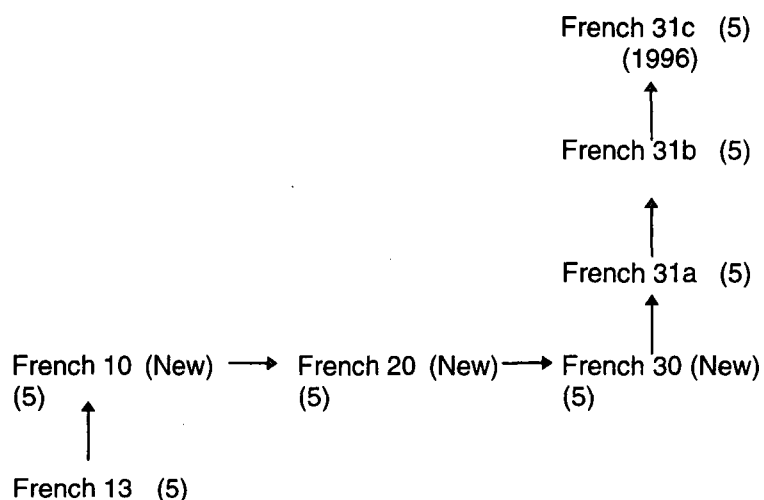 French 31c (5)
(1996)
French 31b (5)
French 31a (5)
French 10 (New)
(5)
French 20 (New)
(5)
French 30 (New)
(5)
French 13 (5)